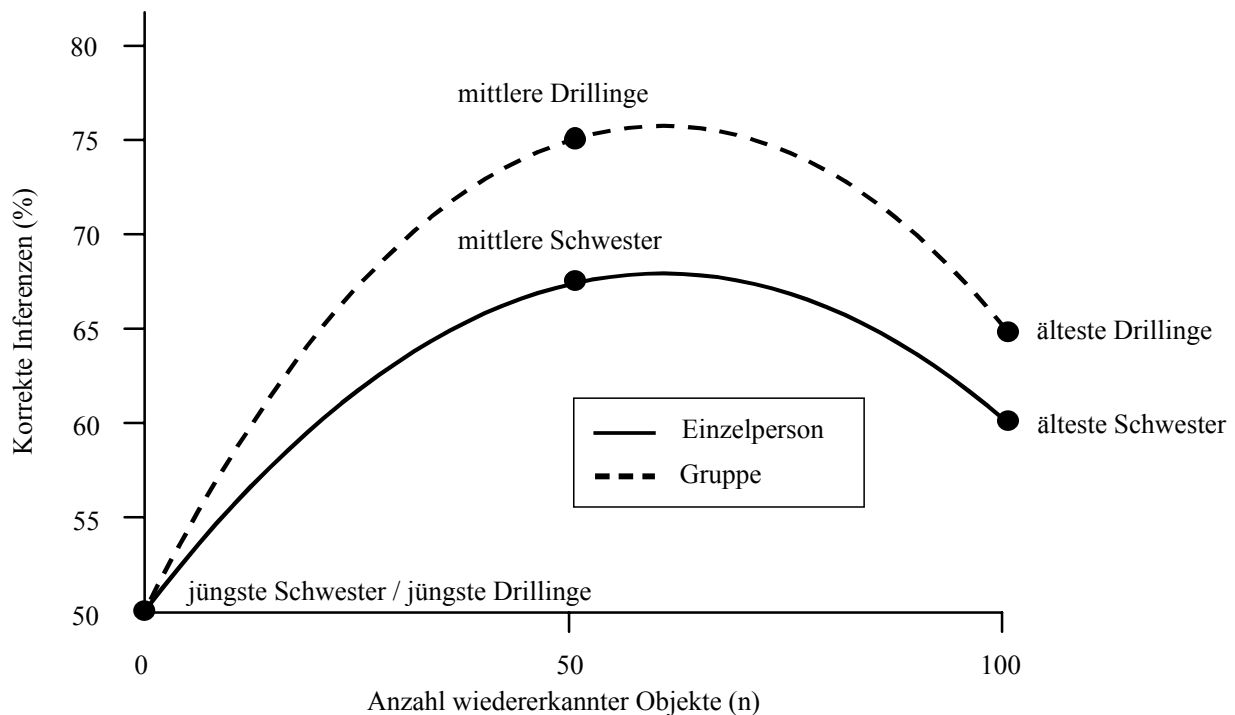 80
mittlere Drillinge
75
70
mittlere Schwester
65
älteste Drillinge
60
älteste Schwester
Einzelperson
Gruppe
55
jüngste Schwester / jüngste Drillinge
50
0
50
100
Anzahl wiedererkannter Objekte (n)
Korrekte Inferenzen (%)